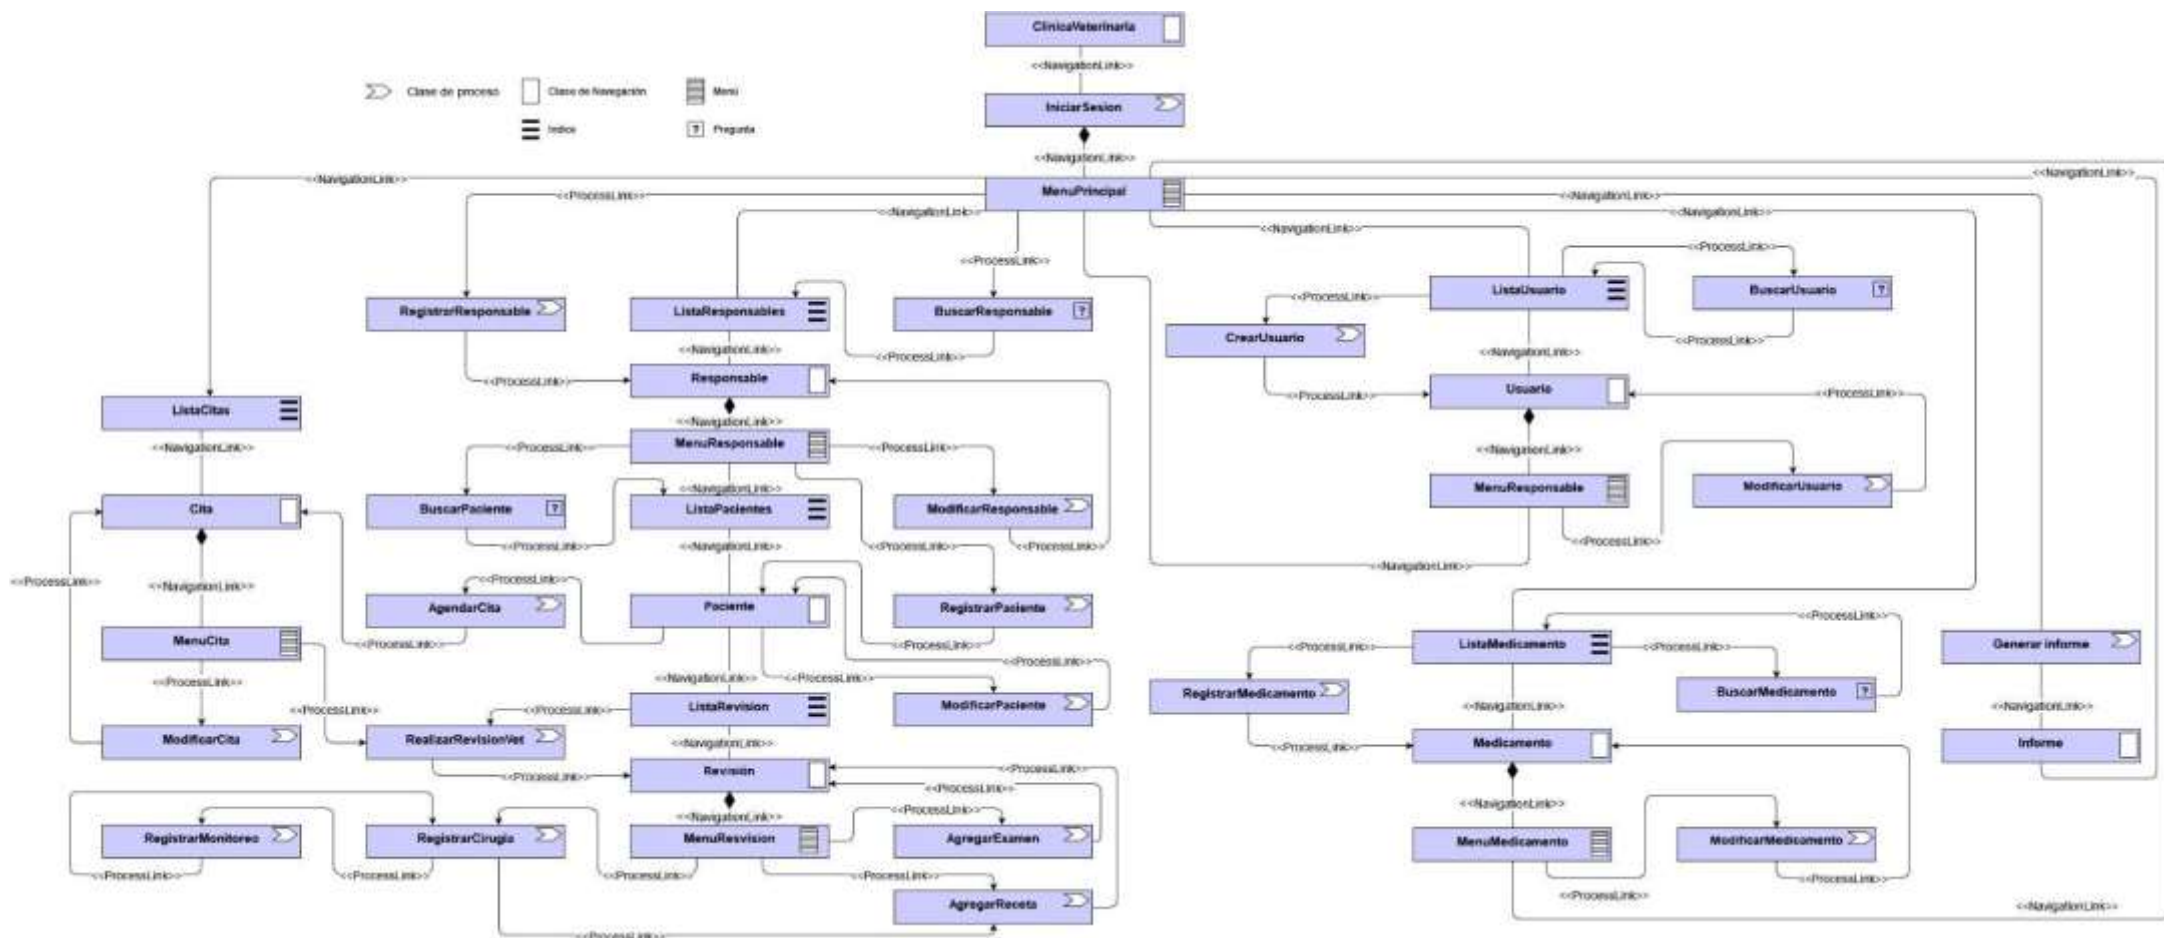 ClinicaVeterinaria
<<NavigationLink>>
Clase de proceso
Clase de Navegación
Menú
Indice
Pregunta
IniciarSesion
<<NavigationLink>>
<<NavigationLink>>
<<NavigationLink>>
MenuPrincipal
<<ProcessLink>>
<<NavigationLink>>
<<NavigationLink>>
<<NavigationLink>>
<<NavigationLink>>
<<ProcessLink>>
<<ProcessLink>>
RegistrarResponsable
ListaResponsables
BuscarResponsable
ListaUsuario
BuscarUsuario
<<ProcessLink>>
CrearUsuario
<<ProcessLink>>
<<NavigationLink>>
<<ProcessLink>>
<<NavigationLink>>
<<ProcessLink>>
Responsable
Usuario
<<ProcessLink>>
<<ProcessLink>>
ListaCitas
<<NavigationLink>>
<<NavigationLink>>
<<ProcessLink>>
MenuResponsable
<<ProcessLink>>
<<NavigationLink>>
<<NavigationLink>>
MenuResponsable
ModificarUsuario
Cita
BuscarPaciente
ListaPacientes
ModificarResponsable
<<ProcessLink>>
<<NavigationLink>>
<<ProcessLink>>
<<ProcessLink>>
<<ProcessLink>>
<<NavigationLink>>
<<ProcessLink>>
<<NavigationLink>>
<<ProcessLink>>
AgendarCita
Paciente
RegistrarPaciente
<<ProcessLink>>
MenuCita
<<ProcessLink>>
<<ProcessLink>>
<<ProcessLink>>
ListaMedicamento
<<ProcessLink>>
Generar informe
<<ProcessLink>>
<<ProcessLink>>
<<NavigationLink>>
<<ProcessLink>>
RegistrarMedicamento
BuscarMedicamento
<<ProcessLink>>
<<ProcessLink>>
ListaRevision
ModificarPaciente
<<NavigationLink>>
<<NavigationLink>>
ModificarCita
RealizarRevisionVet
<<NavigationLink>>
<<ProcessLink>>
Medicamento
Informe
<<ProcessLink>>
Revisión
<<ProcessLink>>
<<ProcessLink>>
<<NavigationLink>>
<<ProcessLink>>
<<NavigationLink>>
RegistrarMonitoreo
RegistrarCirugia
MenuResvision
AgregarExamen
MenuMedicamento
ModificarMedicamento
<<ProcessLink>>
<<ProcessLink>>
<<ProcessLink>>
<<ProcessLink>>
<<ProcessLink>>
<<ProcessLink>>
AgregarReceta
<<NavigationLink>>
<<ProcessLink>>